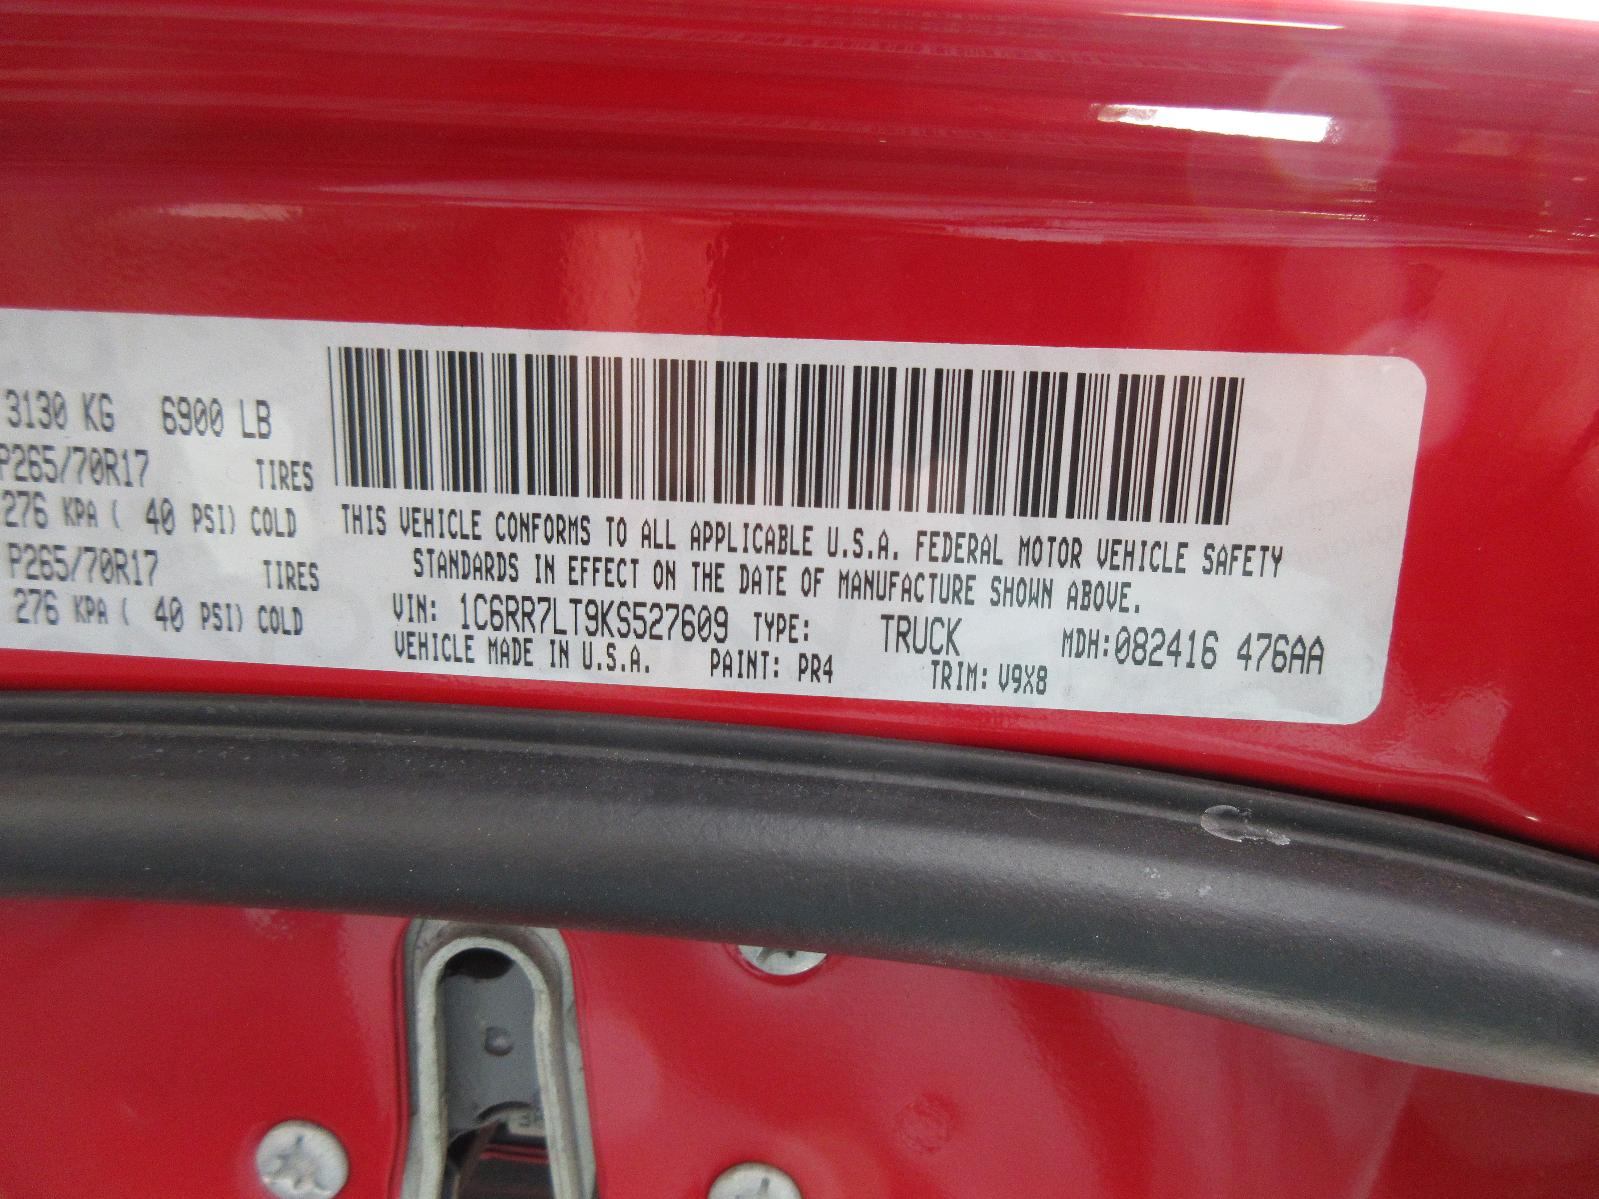 3130 KG 6900 LB
P265/70R17 TIRES
276 KPA ( 40 PSI) COLD
P265/70R17 TIRES
276 KPA ( 40 PSI) COLD
THIS VEHICLE CONFORMS TO ALL APPLICABLE U.S.A. FEDERAL MOTOR VEHICLE SAFETY
STANDARDS IN EFFECT ON THE DATE OF MANUFACTURE SHOWN ABOVE.
VIN: 1C6RR7LT9KS527609 TYPE: TRUCK MDH:082416 476AA
VEHICLE MADE IN U.S.A. PAINT: PR4 TRIM: V9X8